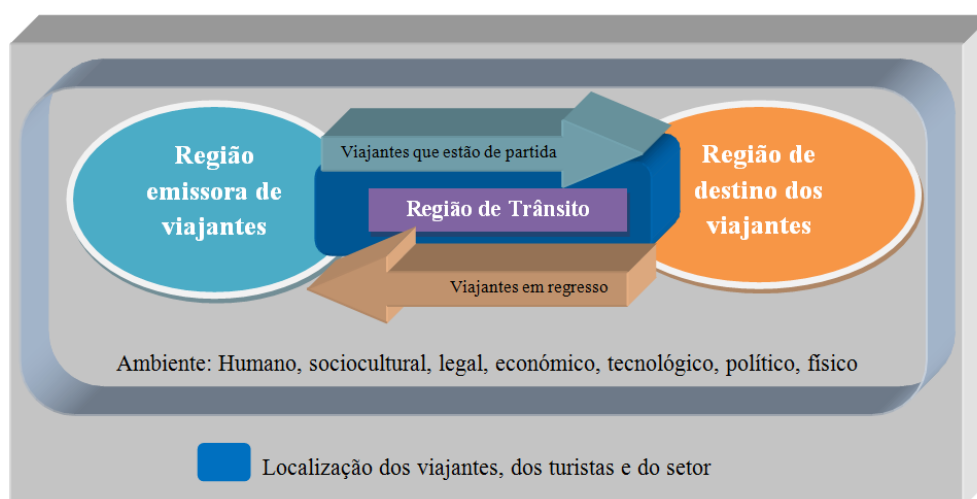 Região
emissora de
viajantes
Viajantes que estão de partida
Região de Trânsito
Viajantes em regresso
Região de
destino dos
viajantes
Ambiente: Humano, sociocultural, legal, económico, tecnológico, político, físico
Localização dos viajantes, dos turistas e do setor